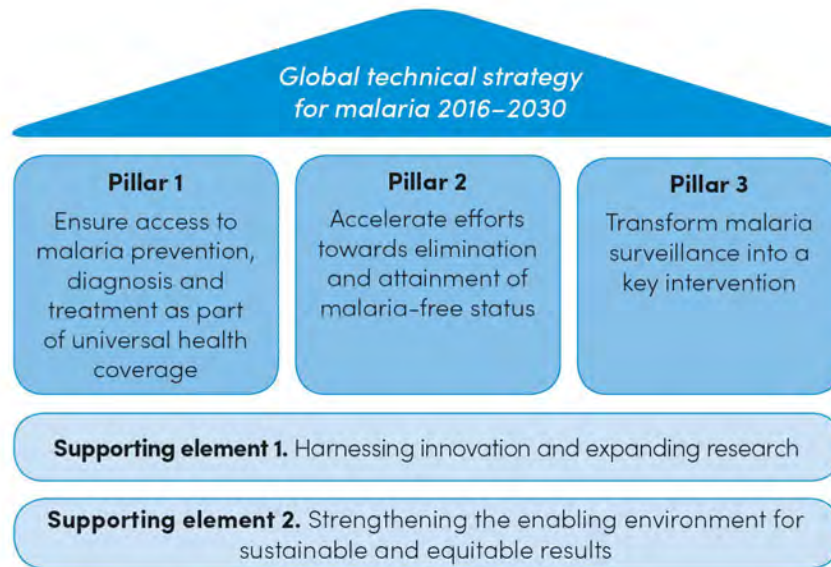 Global technical strategy
for malaria 2016–2030
Pillar 1
Ensure access to
malaria prevention,
diagnosis and
treatment as part
of universal health
coverage
Pillar 2
Accelerate efforts
towards elimination
and attainment of
malaria-free status
Pillar 3
Transform malaria
surveillance into a
key intervention
Supporting element 1. Harnessing innovation and expanding research
Supporting element 2. Strengthening the enabling environment for
sustainable and equitable results